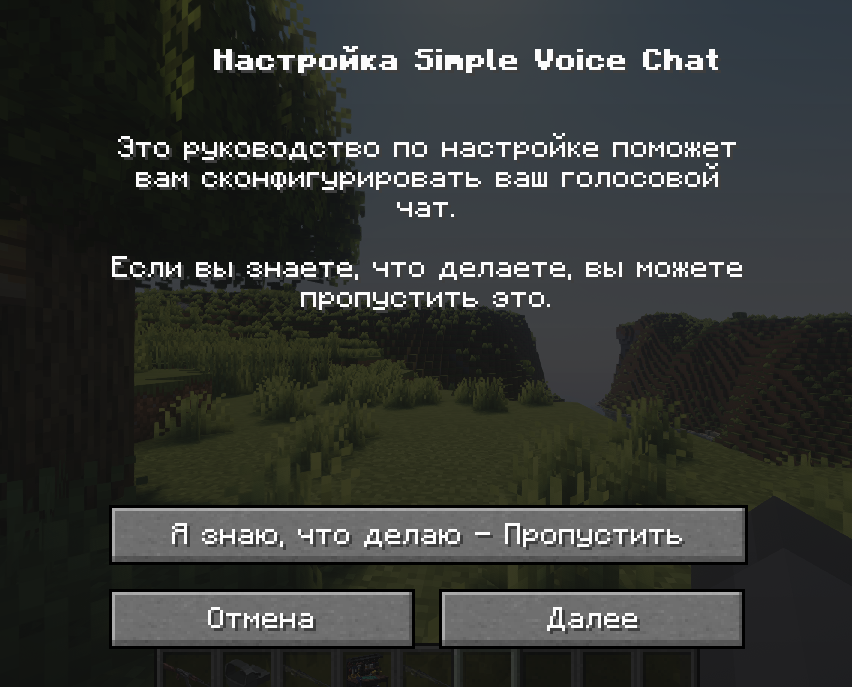 Настройка Simple Voice Chat
Это руководство по настройке поможет
вам сконфигурировать ваш голосовой
чат.
Если вы знаете, что делаете, вы можете
пропустить это.
Я знаю, что делаю - Пропустить
Отмена
Далее